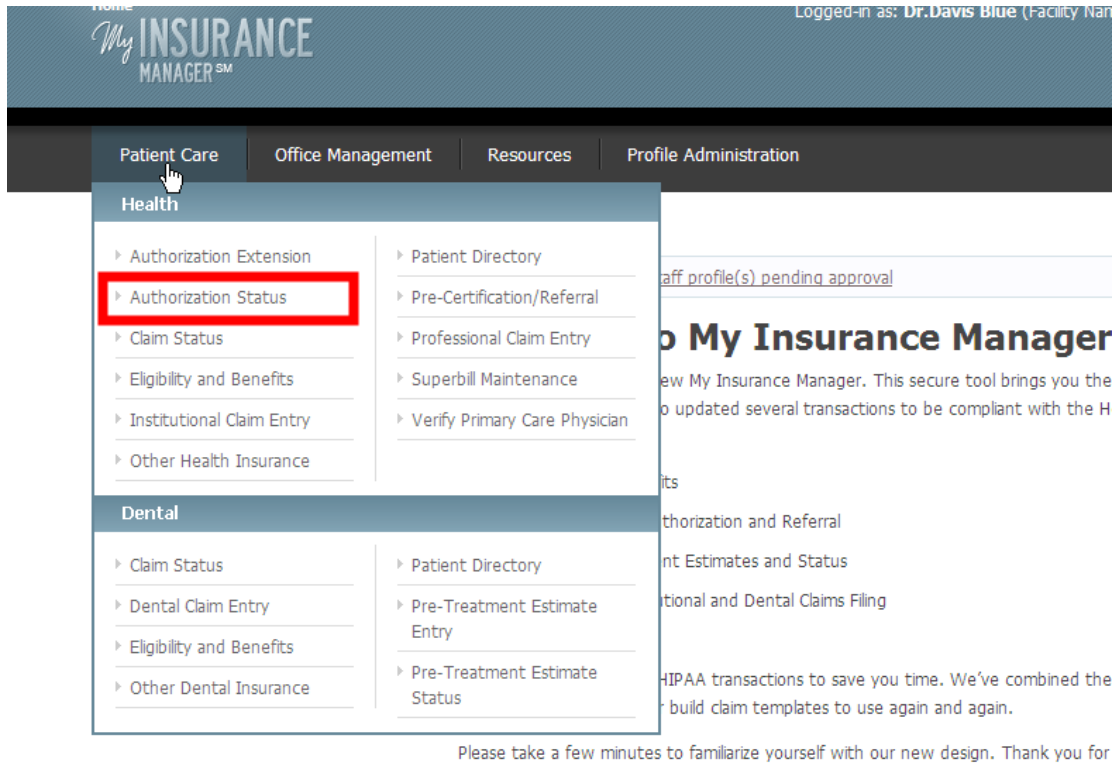 Home
My INSURANCE
MANAGER SM
Logged-in as: Dr.Davis Blue (Facility Nam
Patient Care
Office Management
Resources
Profile Administration
Health
Authorization Extension
Authorization Status
Claim Status
Eligibility and Benefits
Institutional Claim Entry
Other Health Insurance
Patient Directory
Pre-Certification/Referral
Professional Claim Entry
Superbill Maintenance
Verify Primary Care Physician
Dental
Claim Status
Dental Claim Entry
Eligibility and Benefits
Other Dental Insurance
Patient Directory
Pre-Treatment Estimate
Entry
Pre-Treatment Estimate
Status
aff profile(s) pending approval
o My Insurance Manager
ew My Insurance Manager. This secure tool brings you the
o updated several transactions to be compliant with the H
its
thorization and Referral
nt Estimates and Status
tional and Dental Claims Filing
HIPAA transactions to save you time. We've combined the
r build claim templates to use again and again.
Please take a few minutes to familiarize yourself with our new design. Thank you for